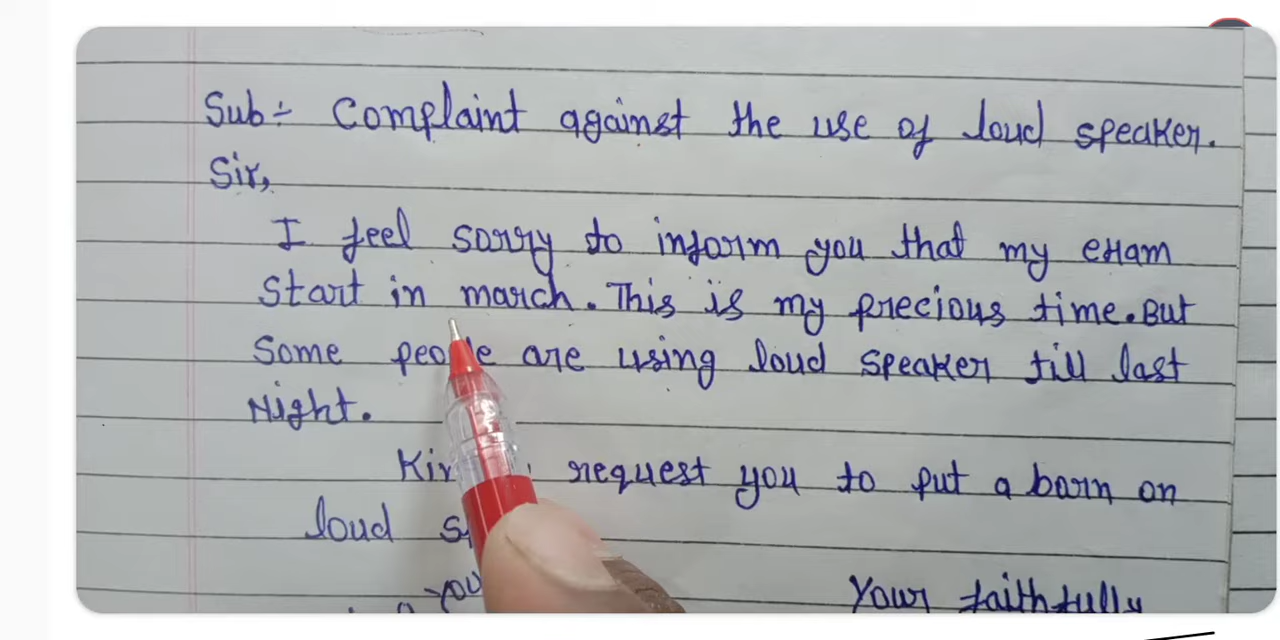 Sub÷ Complaint against the use of loud speaker.
Sir,
I feel sorry to inform you that my exam
start in march. This is my precious time. But
some people are using loud speaker till last
Night.
request you to put a barn on
loud
you
Your faithfully